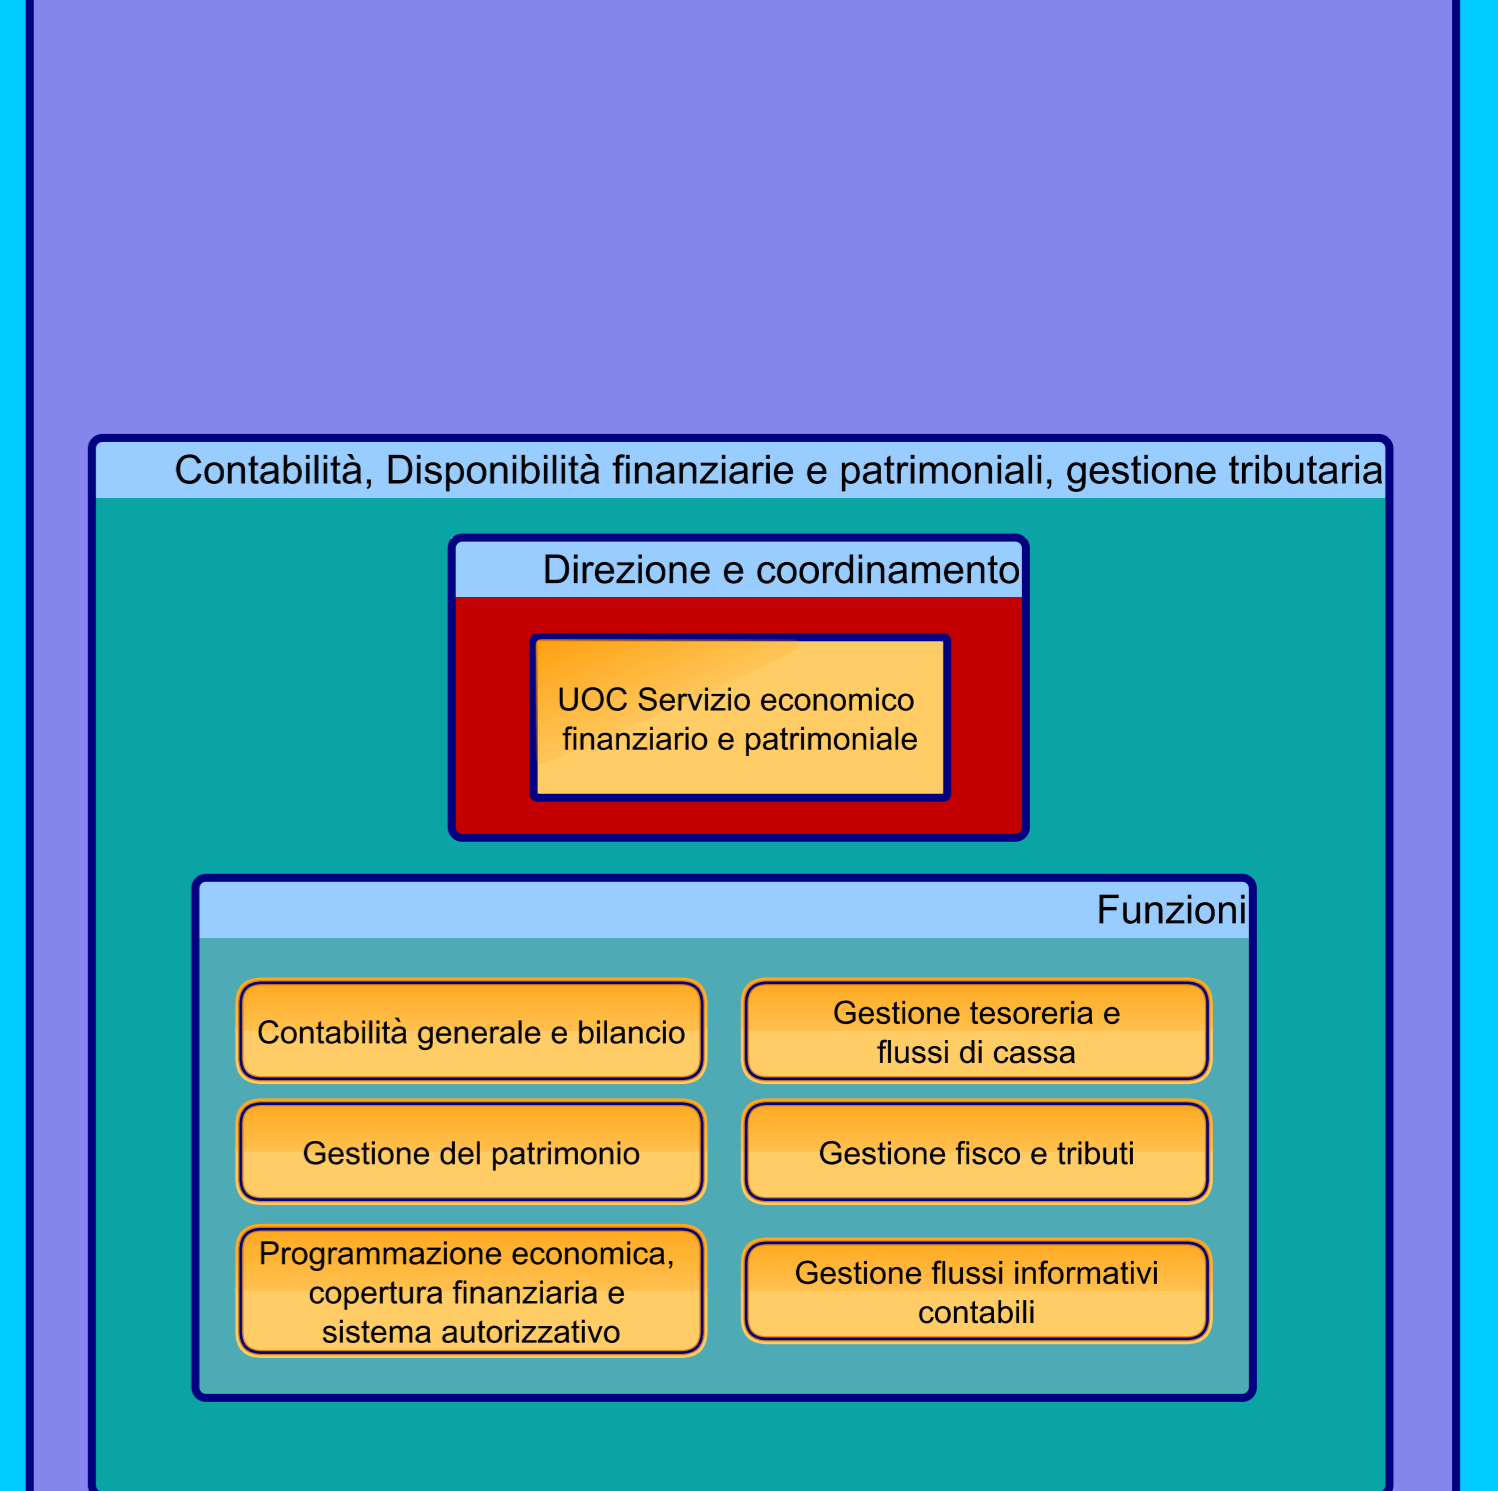 Contabilità, Disponibilità finanziarie e patrimoniali, gestione tributaria
Direzione e coordinamento
UOC Servizio economico
finanziario e patrimoniale
Funzioni
Contabilità generale e bilancio
Gestione tesoreria e
flussi di cassa
Gestione del patrimonio
Gestione fisco e tributi
Programmazione economica,
copertura finanziaria e
sistema autorizzativo
Gestione flussi informativi
contabili